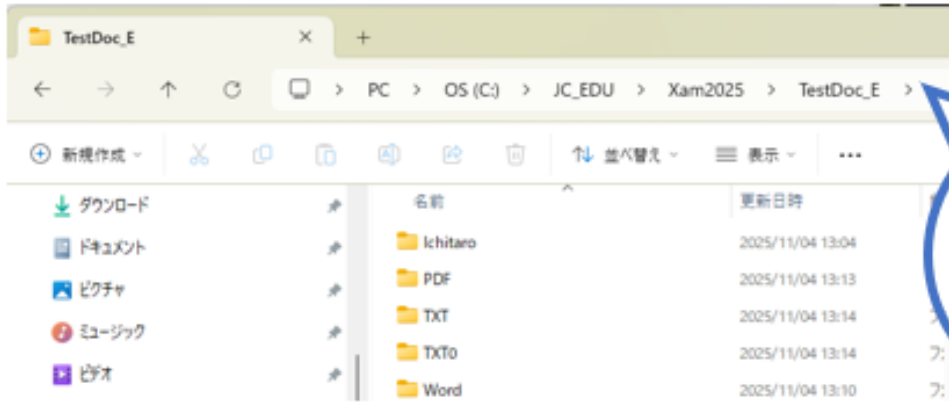 TestDoc_E
PC > OS (C:) > JC_EDU > Xam2025 > TestDoc_E >
新規作成 並べ替え 表示 ...
ダウンロード
ドキュメント
ピクチャ
ミュージック
ビデオ
名前 更新日時
Ichitaro 2025/11/04 13:04
PDF 2025/11/04 13:13
TXT 2025/11/04 13:14
TXT0 2025/11/04 13:14
Word 2025/11/04 13:10